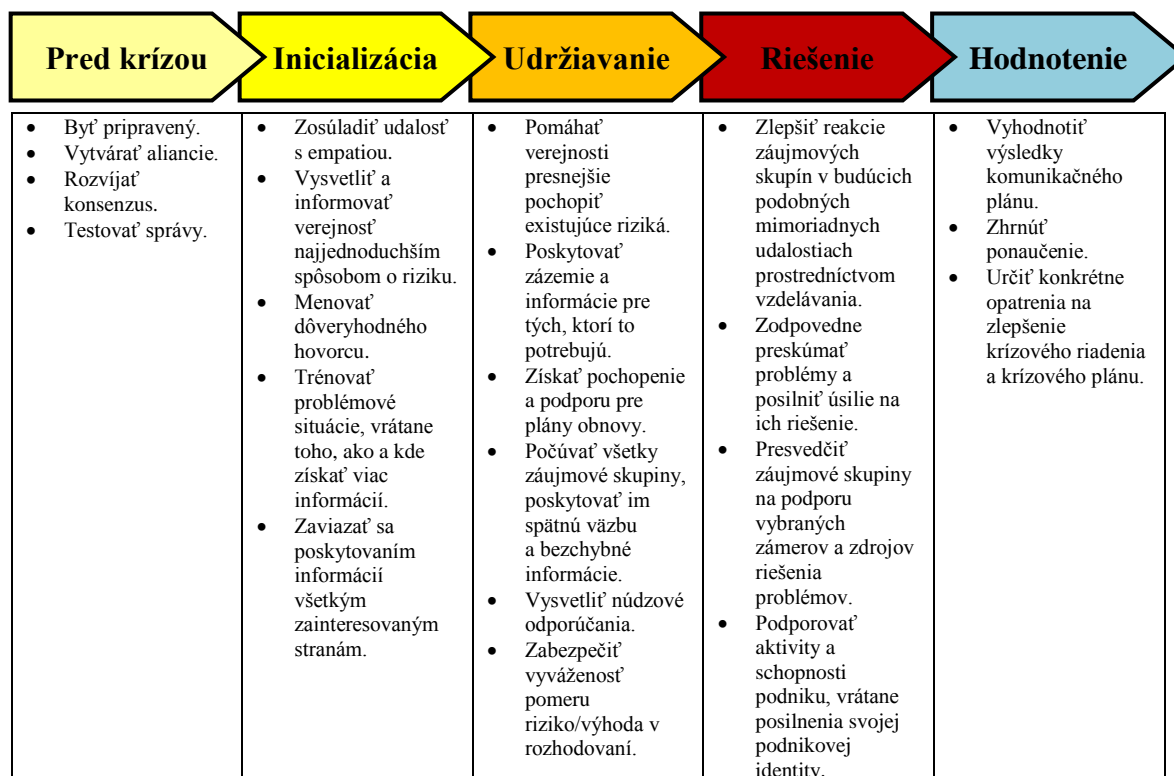 Pred krízou
Inicializácia
Udržiavanie
Riešenie
Hodnotenie
• Byť pripravený.
• Vytvárať aliancie.
• Rozvíjať
konsenzus.
• Testovať správy.
• Zosúladiť udalosť
s empatiou.
• Vysvetliť a
informovať
verejnosť
najjednoduchším
spôsobom o riziku.
• Menovať
dôveryhodného
hovorcu.
• Trénovať
problémové
situácie, vrátane
toho, ako a kde
získať viac
informácií.
• Zaviazať sa
poskytovaním
informácií
všetkým
zainteresovaným
stranám.
• Pomáhať
verejnosti
presnejšie
pochopiť
existujúce riziká.
• Poskytovať
zázemie a
informácie pre
tých, ktorí to
potrebujú.
• Získať pochopenie
a podporu pre
plány obnovy.
• Počúvať všetky
záujmové skupiny,
poskytovať im
spätnú väzbu
a bezchybné
informácie.
• Vysvetliť núdzové
odporúčania.
• Zabezpečiť
vyváženosť
pomeru
riziko/výhoda v
rozhodovaní.
• Zlepšiť reakcie
záujmových
skupín v budúcich
podobných
mimoriadnych
udalostiach
prostredníctvom
vzdelávania.
• Zodpovedne
preskúmať
problémy a
posilniť úsilie na
ich riešenie.
• Presvedčiť
záujmové skupiny
na podporu
vybraných
zámerov a zdrojov
riešenia
problémov.
• Podporovať
aktivity a
schopnosti
podniku, vrátane
posilnenia svojej
podnikovej
identity.
• Vyhodnotiť
výsledky
komunikačného
plánu.
• Zhrnúť
ponaučenie.
• Určiť konkrétne
opatrenia na
zlepšenie
krízového riadenia
a krízového plánu.